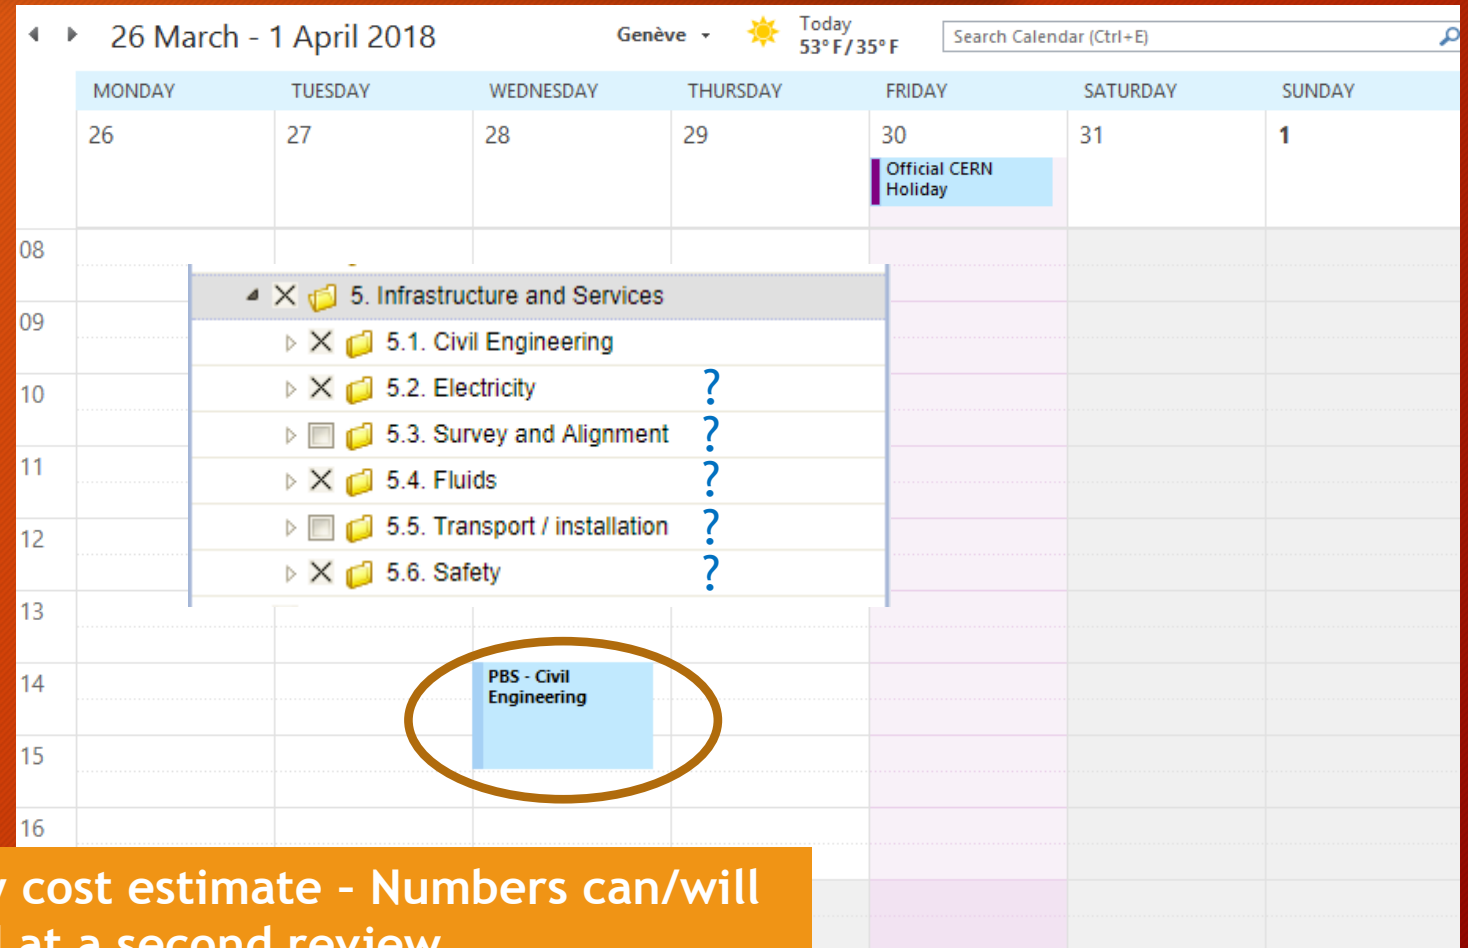 26 March - 1 April 2018
Genève
Today
53° F / 35° F
Search Calendar (Ctrl+E)
MONDAY TUESDAY WEDNESDAY THURSDAY FRIDAY SATURDAY SUNDAY
26 27 28 29 30 31 1
Official CERN
Holiday
08
5. Infrastructure and Services
09
5.1. Civil Engineering
5.2. Electricity ?
10
5.3. Survey and Alignment ?
11
5.4. Fluids ?
5.5. Transport / installation ?
12
5.6. Safety ?
13
14
PBS - Civil
Engineering
15
16
cost estimate – Numbers can/will
at a second review